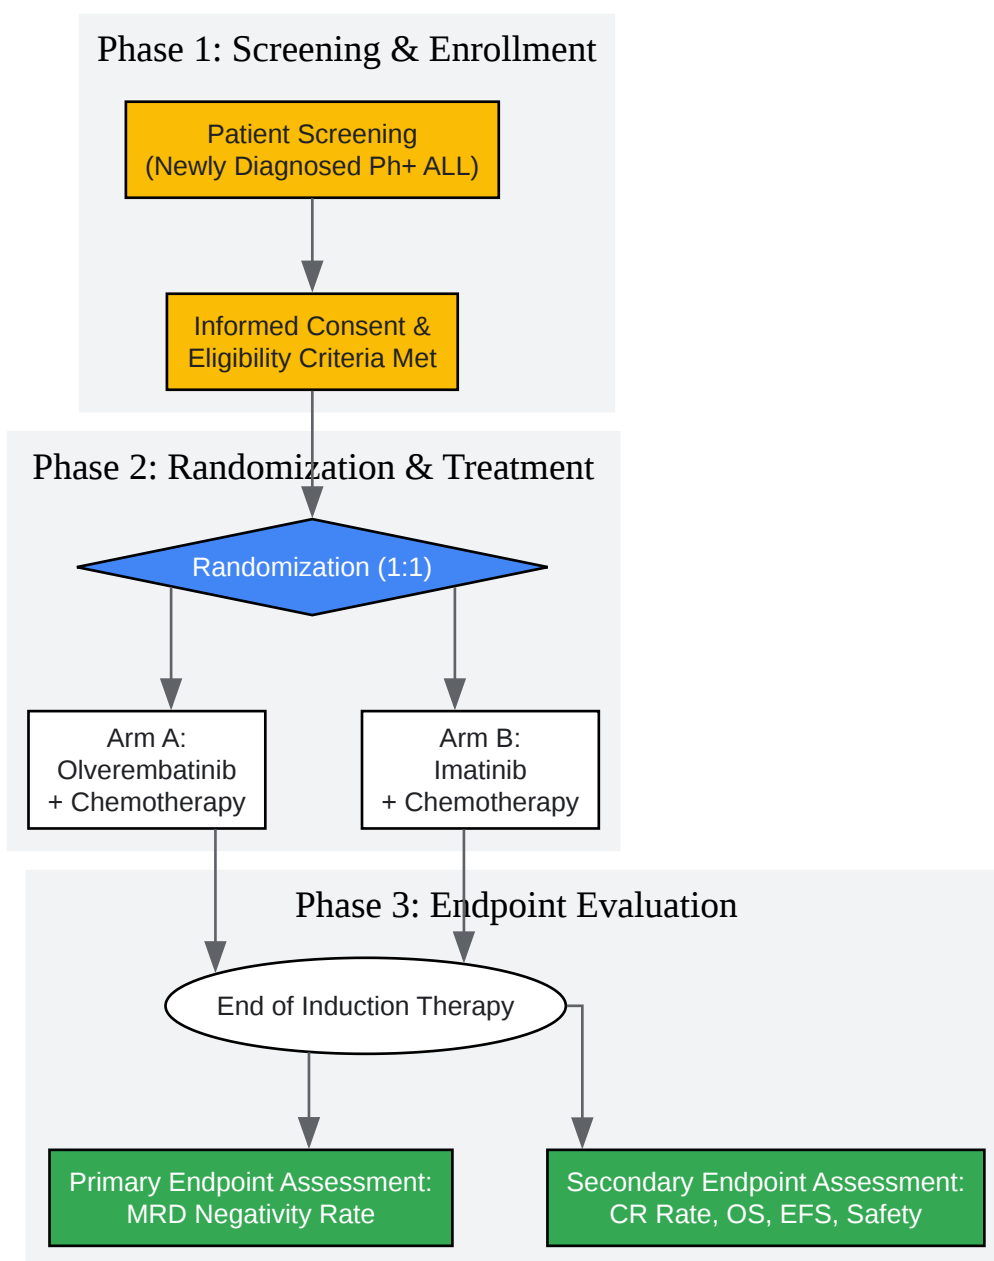 Phase 1: Screening & Enrollment
Patient Screening
(Newly Diagnosed Ph+ ALL)
Informed Consent &
Eligibility Criteria Met
Phase 2: Randomization & Treatment
Randomization (1:1)
Arm A:
Olverembatinib
+ Chemotherapy
Arm B:
Imatinib
+ Chemotherapy
Phase 3: Endpoint Evaluation
End of Induction Therapy
Primary Endpoint Assessment:
MRD Negativity Rate
Secondary Endpoint Assessment:
CR Rate, OS, EFS, Safety